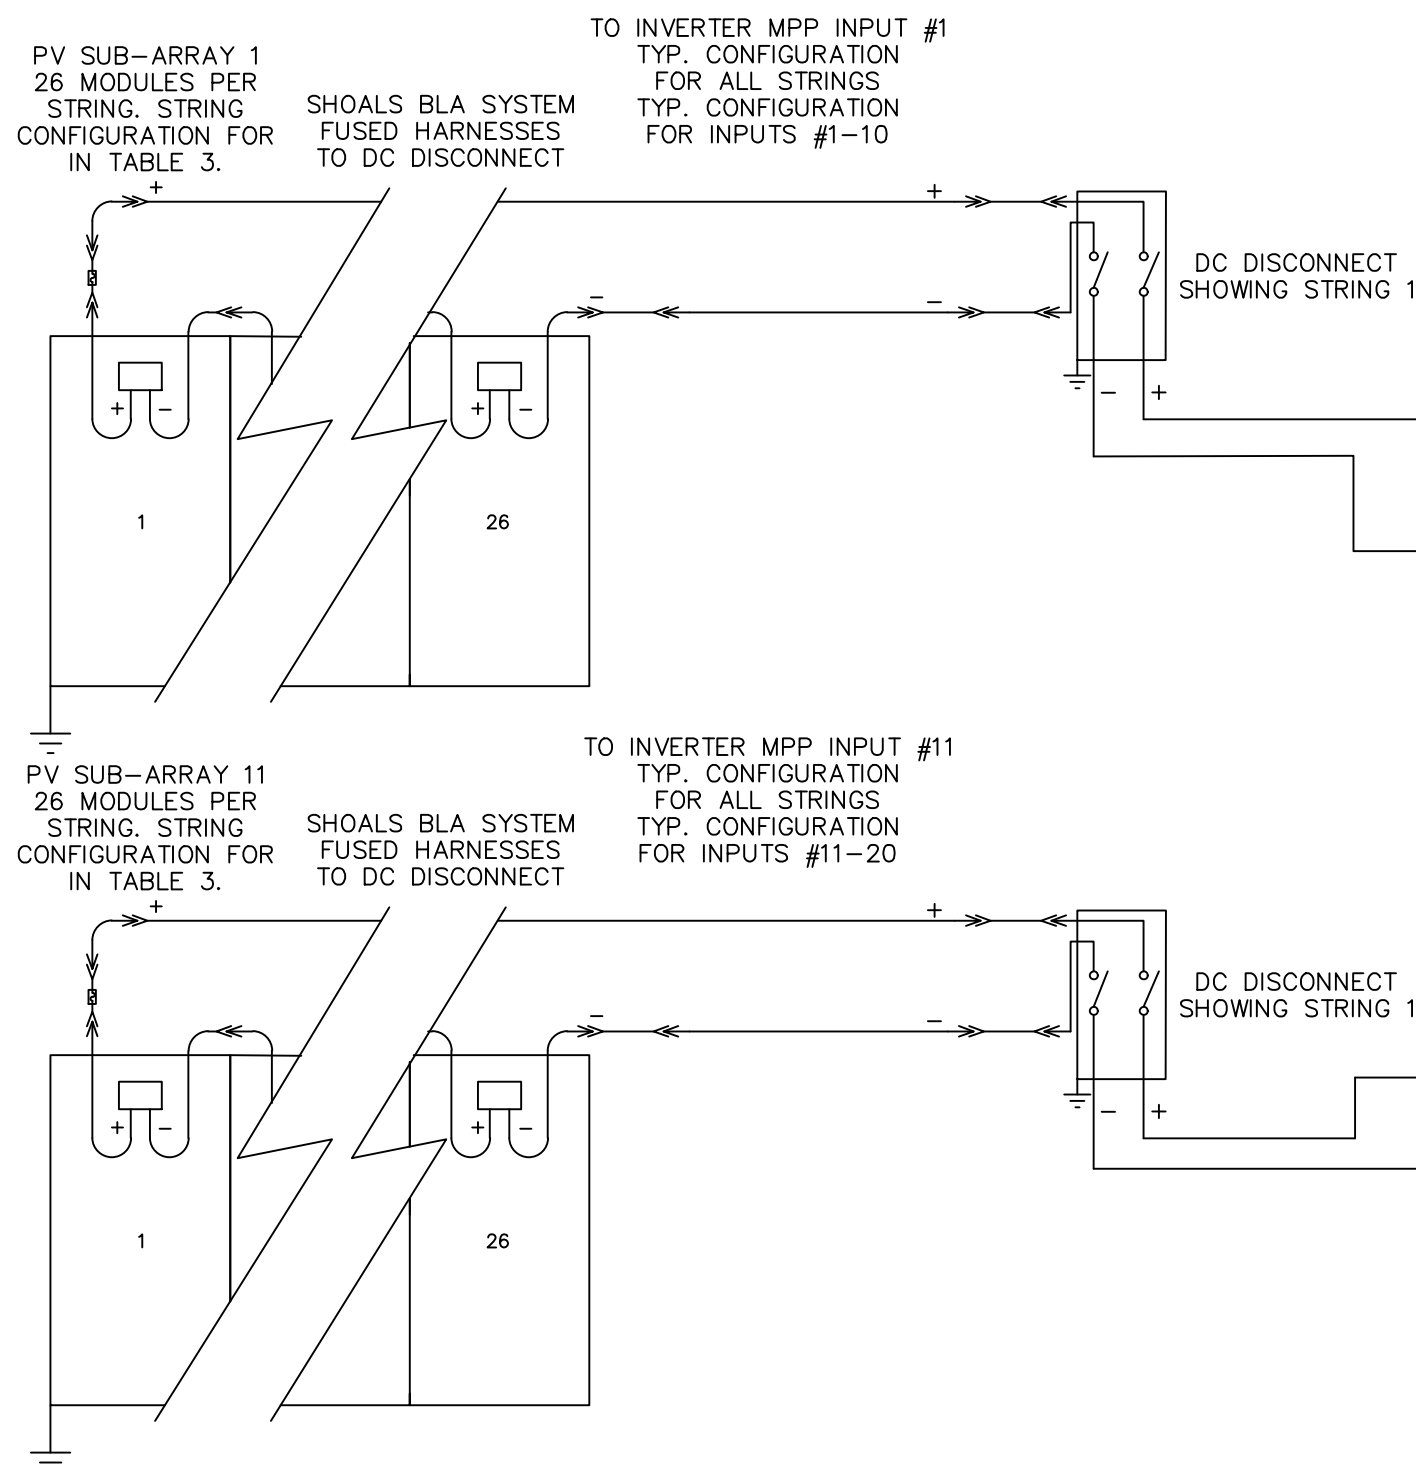 TO INVERTER MPP INPUT #1
TYP. CONFIGURATION
FOR ALL STRINGS
TYP. CONFIGURATION
FOR INPUTS #1-10
PV SUB-ARRAY 1
26 MODULES PER
STRING. STRING
CONFIGURATION FOR
IN TABLE 3.
SHOALS BLA SYSTEM
FUSED HARNESSES
TO DC DISCONNECT
+
+
-
-
DC DISCONNECT
SHOWING STRING 1
- +
+ -
+ -
1
26
TO INVERTER MPP INPUT #11
TYP. CONFIGURATION
FOR ALL STRINGS
TYP. CONFIGURATION
FOR INPUTS #11-20
PV SUB-ARRAY 11
26 MODULES PER
STRING. STRING
CONFIGURATION FOR
IN TABLE 3.
SHOALS BLA SYSTEM
FUSED HARNESSES
TO DC DISCONNECT
+
+
-
-
DC DISCONNECT
SHOWING STRING 1
- +
+ -
+ -
1
26